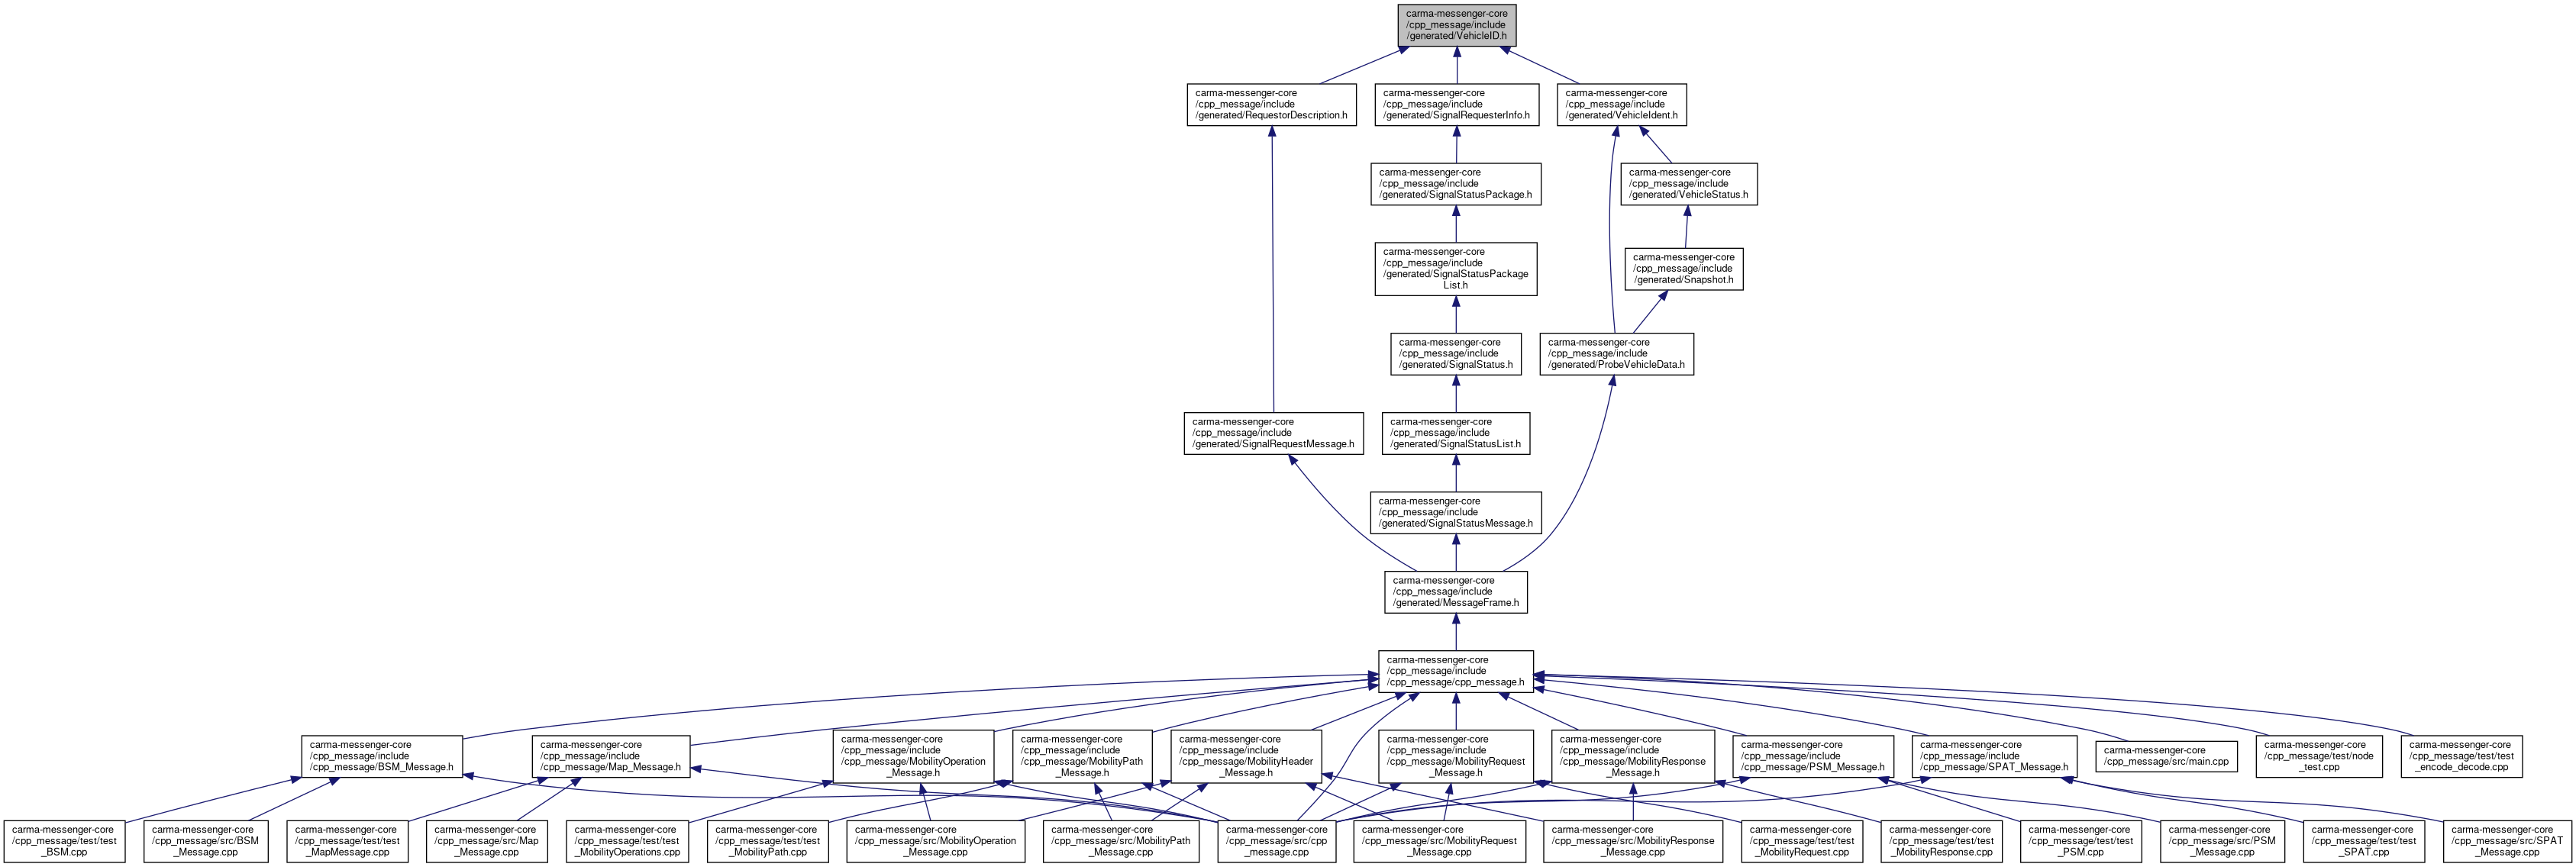 carma-messenger-core
/cpp_message/include
/generated/VehicleID.h
carma-messenger-core
/cpp_message/include
/generated/RequestorDescription.h
carma-messenger-core
/cpp_message/include
/generated/SignalRequesterInfo.h
carma-messenger-core
/cpp_message/include
/generated/VehicleIdent.h
carma-messenger-core
/cpp_message/include
/generated/SignalStatusPackage.h
carma-messenger-core
/cpp_message/include
/generated/VehicleStatus.h
carma-messenger-core
/cpp_message/include
/generated/SignalStatusPackage
List.h
carma-messenger-core
/cpp_message/include
/generated/Snapshot.h
carma-messenger-core
/cpp_message/include
/generated/SignalStatus.h
carma-messenger-core
/cpp_message/include
/generated/ProbeVehicleData.h
carma-messenger-core
/cpp_message/include
/generated/SignalRequestMessage.h
carma-messenger-core
/cpp_message/include
/generated/SignalStatusList.h
carma-messenger-core
/cpp_message/include
/generated/SignalStatusMessage.h
carma-messenger-core
/cpp_message/include
/generated/MessageFrame.h
carma-messenger-core
/cpp_message/include
/cpp_message/cpp_message.h
carma-messenger-core
/cpp_message/include
/cpp_message/BSM_Message.h
carma-messenger-core
/cpp_message/include
/cpp_message/Map_Message.h
carma-messenger-core
/cpp_message/include
/cpp_message/MobilityOperation
_Message.h
carma-messenger-core
/cpp_message/include
/cpp_message/MobilityPath
_Message.h
carma-messenger-core
/cpp_message/include
/cpp_message/MobilityHeader
_Message.h
carma-messenger-core
/cpp_message/include
/cpp_message/MobilityRequest
_Message.h
carma-messenger-core
/cpp_message/include
/cpp_message/MobilityResponse
_Message.h
carma-messenger-core
/cpp_message/include
/cpp_message/PSM_Message.h
carma-messenger-core
/cpp_message/include
/cpp_message/SPAT_Message.h
carma-messenger-core
/cpp_message/src/main.cpp
carma-messenger-core
/cpp_message/test/node
_test.cpp
carma-messenger-core
/cpp_message/test/test
_encode_decode.cpp
carma-messenger-core
/cpp_message/test/test
_BSM.cpp
carma-messenger-core
/cpp_message/src/BSM
_Message.cpp
carma-messenger-core
/cpp_message/test/test
_MapMessage.cpp
carma-messenger-core
/cpp_message/src/Map
_Message.cpp
carma-messenger-core
/cpp_message/test/test
_MobilityOperations.cpp
carma-messenger-core
/cpp_message/test/test
_MobilityPath.cpp
carma-messenger-core
/cpp_message/src/MobilityOperation
_Message.cpp
carma-messenger-core
/cpp_message/src/MobilityPath
_Message.cpp
carma-messenger-core
/cpp_message/src/cpp
_message.cpp
carma-messenger-core
/cpp_message/src/MobilityRequest
_Message.cpp
carma-messenger-core
/cpp_message/src/MobilityResponse
_Message.cpp
carma-messenger-core
/cpp_message/test/test
_MobilityRequest.cpp
carma-messenger-core
/cpp_message/test/test
_MobilityResponse.cpp
carma-messenger-core
/cpp_message/test/test
_PSM.cpp
carma-messenger-core
/cpp_message/src/PSM
_Message.cpp
carma-messenger-core
/cpp_message/test/test
_SPAT.cpp
carma-messenger-core
/cpp_message/src/SPAT
_Message.cpp